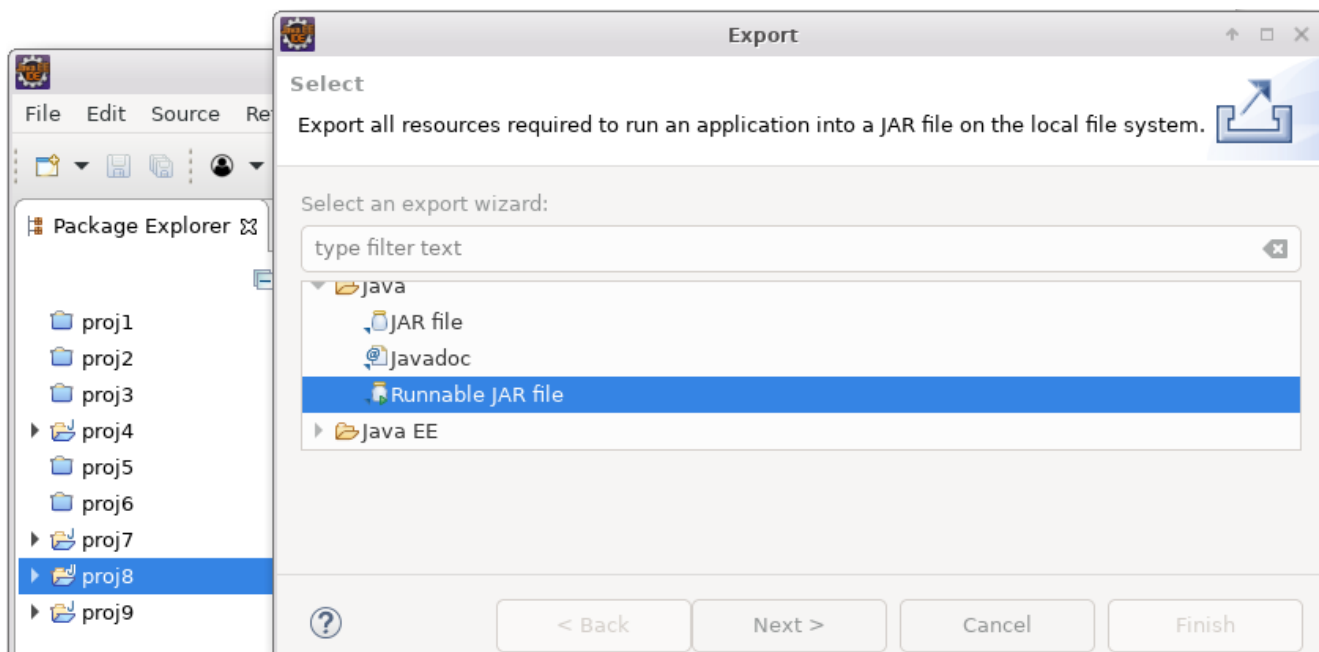 Export
Select
Export all resources required to run an application into a JAR file on the local file system.
File Edit Source Re
Package Explorer
proj1
proj2
proj3
proj4
proj5
proj6
proj7
proj8
proj9
Select an export wizard:
type filter text
Java
JAR file
Javadoc
Runnable JAR file
Java EE
< Back Next > Cancel Finish